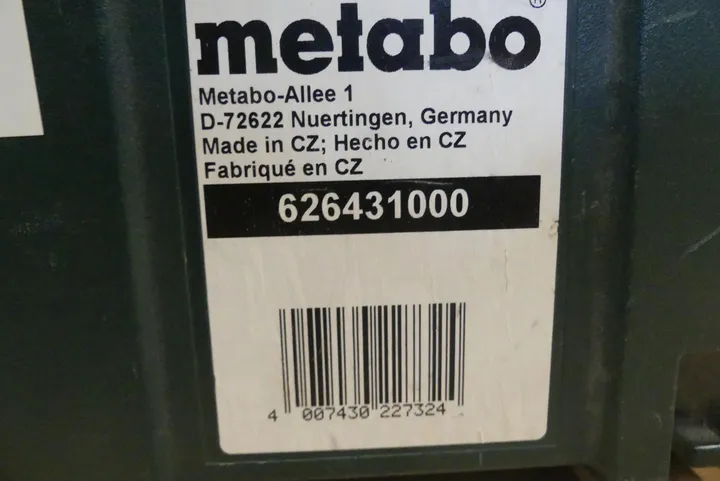 metabo®
Metabo-Allee 1
D-72622 Nuertingen, Germany
Made in CZ; Hecho en CZ
Fabriqué en CZ
626431000
4 007430 227324